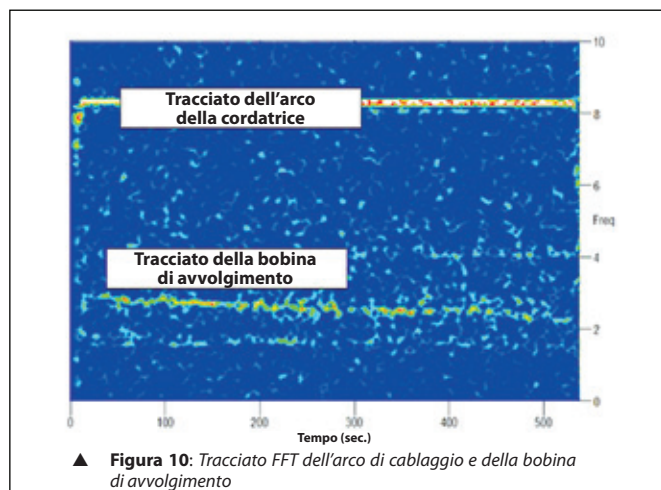 10
Tracciato dell'arco
della cordatrice
8
6
Freq
Tracciato della bobina
di avvolgimento
4
2
0
0 100 200 300 400 500
Tempo (sec.)
▲ Figura 10: Tracciato FFT dell'arco di cablaggio e della bobina
di avvolgimento